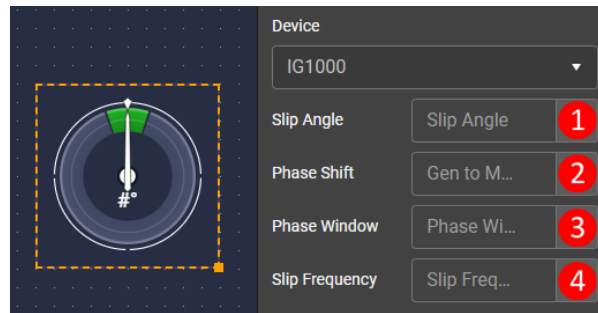 Device
IG1000
Slip Angle Slip Angle 1
Phase Shift Gen to M... 2
#°
Phase Window Phase Wi... 3
Slip Frequency Slip Freq... 4